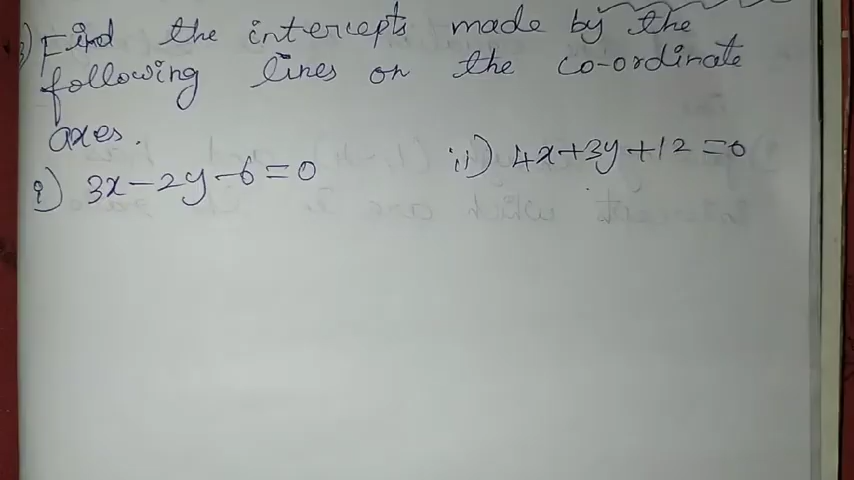 3) Find the intercepts made by the
following lines on the co-ordinate
axes.
i) 3x-2y-6=0 ii) 4x+3y+12=0